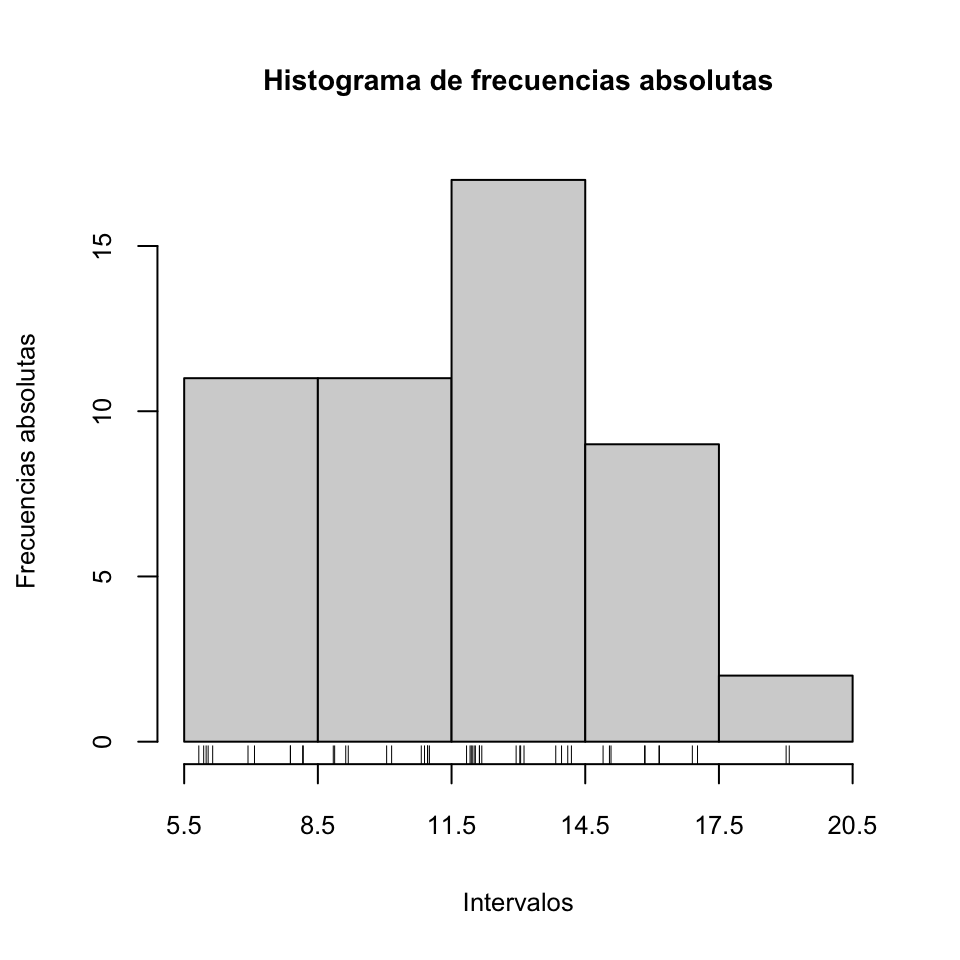 Histograma de frecuencias absolutas
Frecuencias absolutas
15
10
5
0
5.5 8.5 11.5 14.5 17.5 20.5
Intervalos